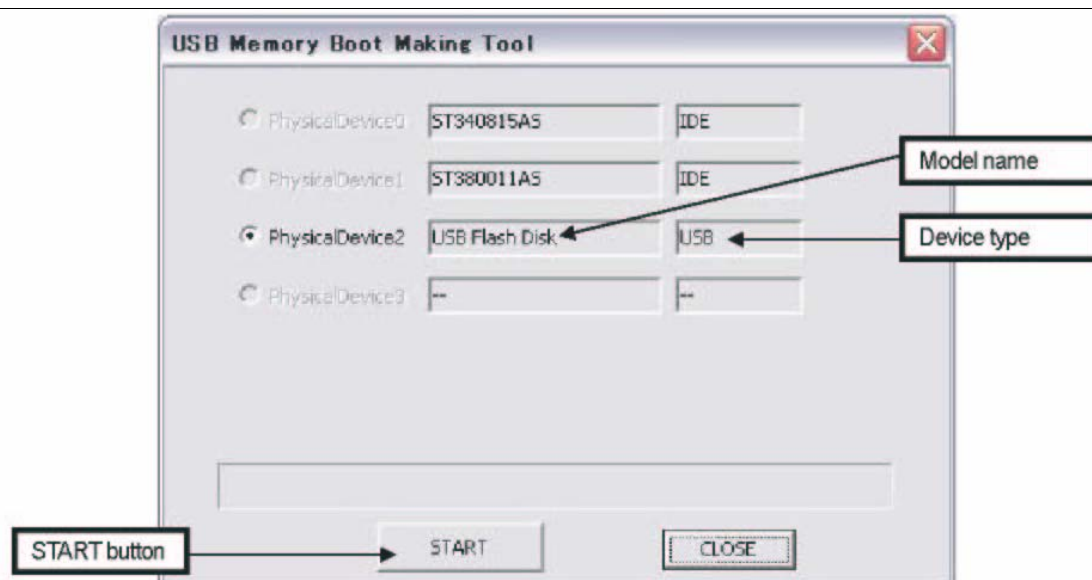 USB Memory Boot Making Tool
PhysicalDevice0 ST340815AS IDE
Model name
PhysicalDevice1 ST380011AS IDE
PhysicalDevice2 USB Flash Disk USB
Device type
PhysicalDevice3 -- --
START button
START CLOSE